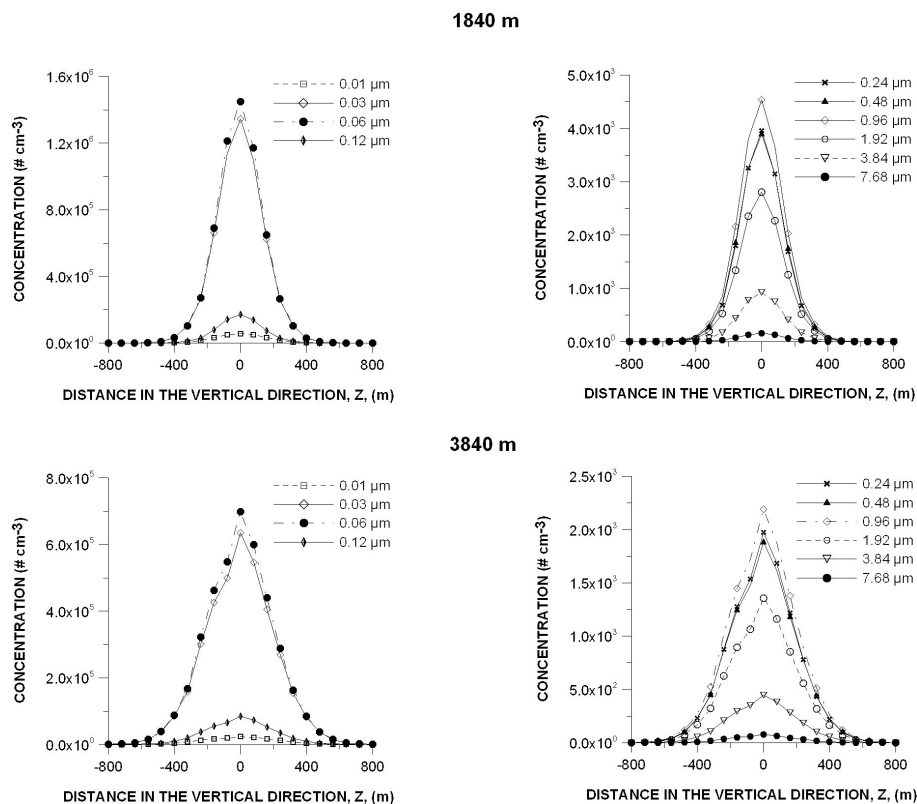 1840 m
1.6x10⁶
1.2x10⁶
8.0x10⁵
4.0x10⁵
0.0x10⁰
CONCENTRATION (# cm-3)
0.01 µm
0.03 µm
0.06 µm
0.12 µm
-800 -400 0 400 800
DISTANCE IN THE VERTICAL DIRECTION, Z, (m)
5.0x10³
4.0x10³
3.0x10³
2.0x10³
1.0x10³
0.0x10⁰
CONCENTRATION (# cm-3)
0.24 µm
0.48 µm
0.96 µm
1.92 µm
3.84 µm
7.68 µm
-800 -400 0 400 800
DISTANCE IN THE VERTICAL DIRECTION, Z, (m)
3840 m
8.0x10⁵
6.0x10⁵
4.0x10⁵
2.0x10⁵
0.0x10⁰
CONCENTRATION (# cm-3)
0.01 µm
0.03 µm
0.06 µm
0.12 µm
-800 -400 0 400 800
DISTANCE IN THE VERTICAL DIRECTION, Z, (m)
2.5x10³
2.0x10³
1.5x10³
1.0x10³
5.0x10²
0.0x10⁰
CONCENTRATION (# cm-3)
0.24 µm
0.48 µm
0.96 µm
1.92 µm
3.84 µm
7.68 µm
-800 -400 0 400 800
DISTANCE IN THE VERTICAL DIRECTION, Z, (m)